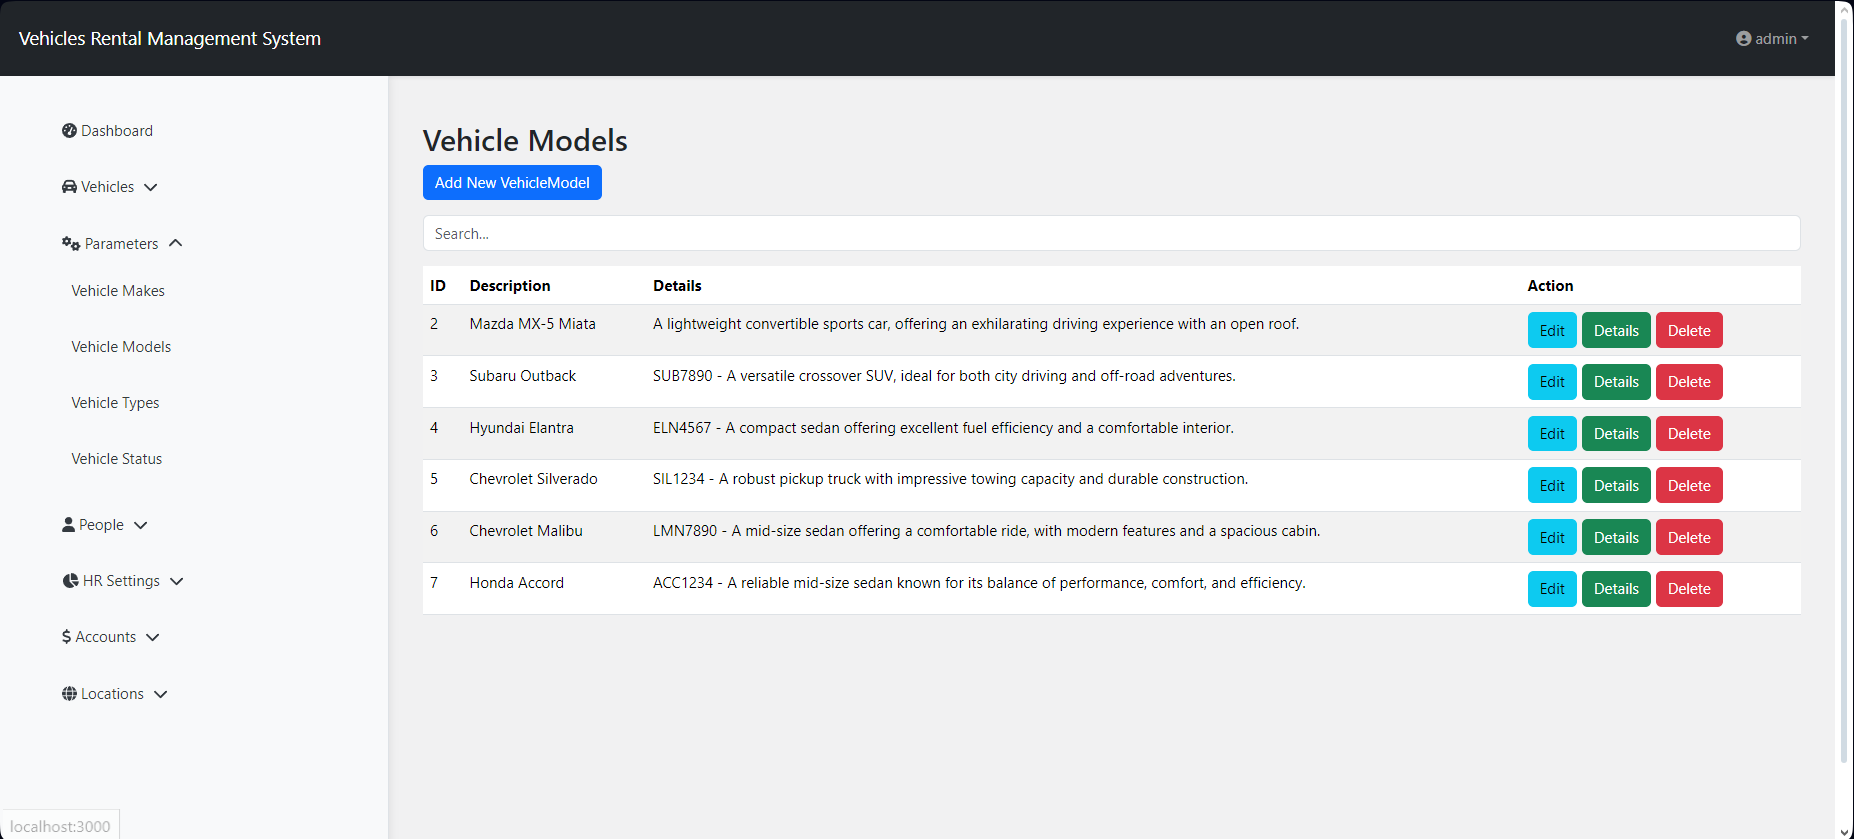 Vehicles Rental Management System
admin
Dashboard
Vehicles
Parameters
Vehicle Makes
Vehicle Models
Vehicle Types
Vehicle Status
People
HR Settings
Accounts
Locations
Vehicle Models
Add New VehicleModel
Search...
ID Description Details Action
2 Mazda MX-5 Miata A lightweight convertible sports car, offering an exhilarating driving experience with an open roof. Edit Details Delete
3 Subaru Outback SUB7890 - A versatile crossover SUV, ideal for both city driving and off-road adventures. Edit Details Delete
4 Hyundai Elantra ELN4567 - A compact sedan offering excellent fuel efficiency and a comfortable interior. Edit Details Delete
5 Chevrolet Silverado SIL1234 - A robust pickup truck with impressive towing capacity and durable construction. Edit Details Delete
6 Chevrolet Malibu LMN7890 - A mid-size sedan offering a comfortable ride, with modern features and a spacious cabin. Edit Details Delete
7 Honda Accord ACC1234 - A reliable mid-size sedan known for its balance of performance, comfort, and efficiency. Edit Details Delete
localhost:3000